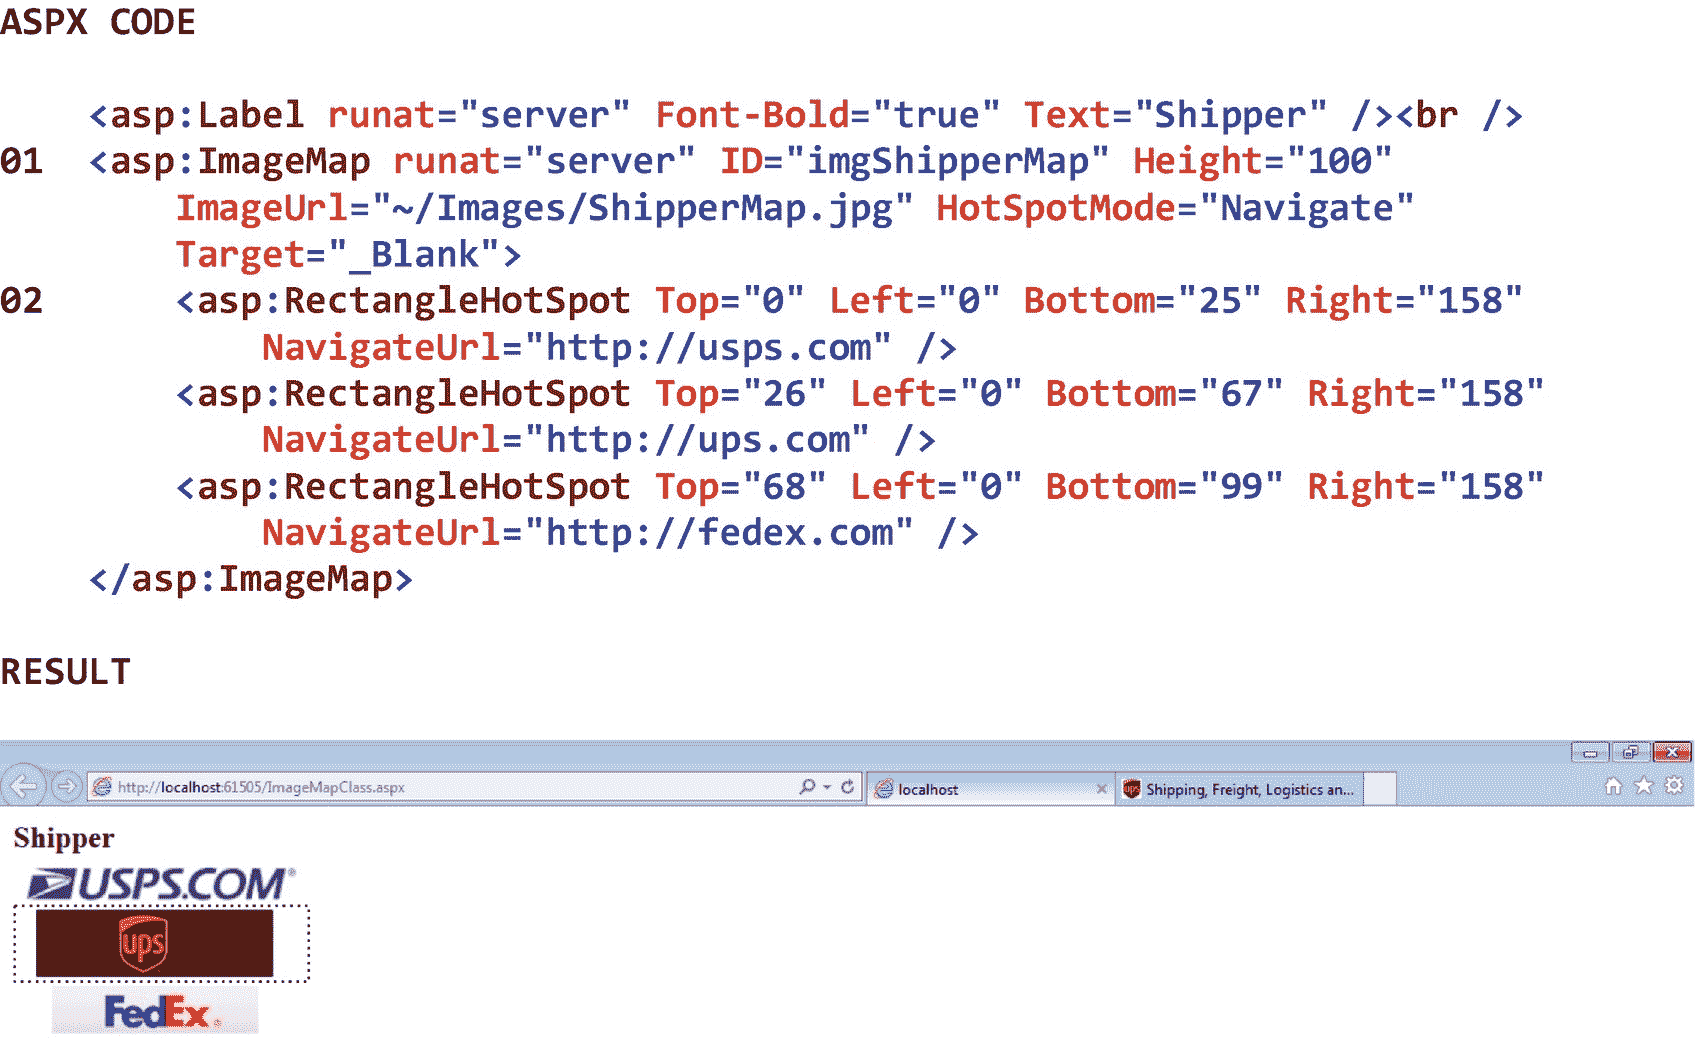 ASPX CODE
<asp:Label runat="server" Font-Bold="true" Text="Shipper" /><br />
01 <asp:ImageMap runat="server" ID="imgShipperMap" Height="100"
ImageUrl="~/Images/ShipperMap.jpg" HotSpotMode="Navigate"
Target="_Blank">
02 <asp:RectangleHotSpot Top="0" Left="0" Bottom="25" Right="158"
NavigateUrl="http://usps.com" />
<asp:RectangleHotSpot Top="26" Left="0" Bottom="67" Right="158"
NavigateUrl="http://ups.com" />
<asp:RectangleHotSpot Top="68" Left="0" Bottom="99" Right="158"
NavigateUrl="http://fedex.com" />
</asp:ImageMap>
RESULT
http://localhost:61505/ImageMapClass.aspx localhost ups Shipping, Freight, Logistics an...
Shipper
USPS.COM®
ups
FedEx®